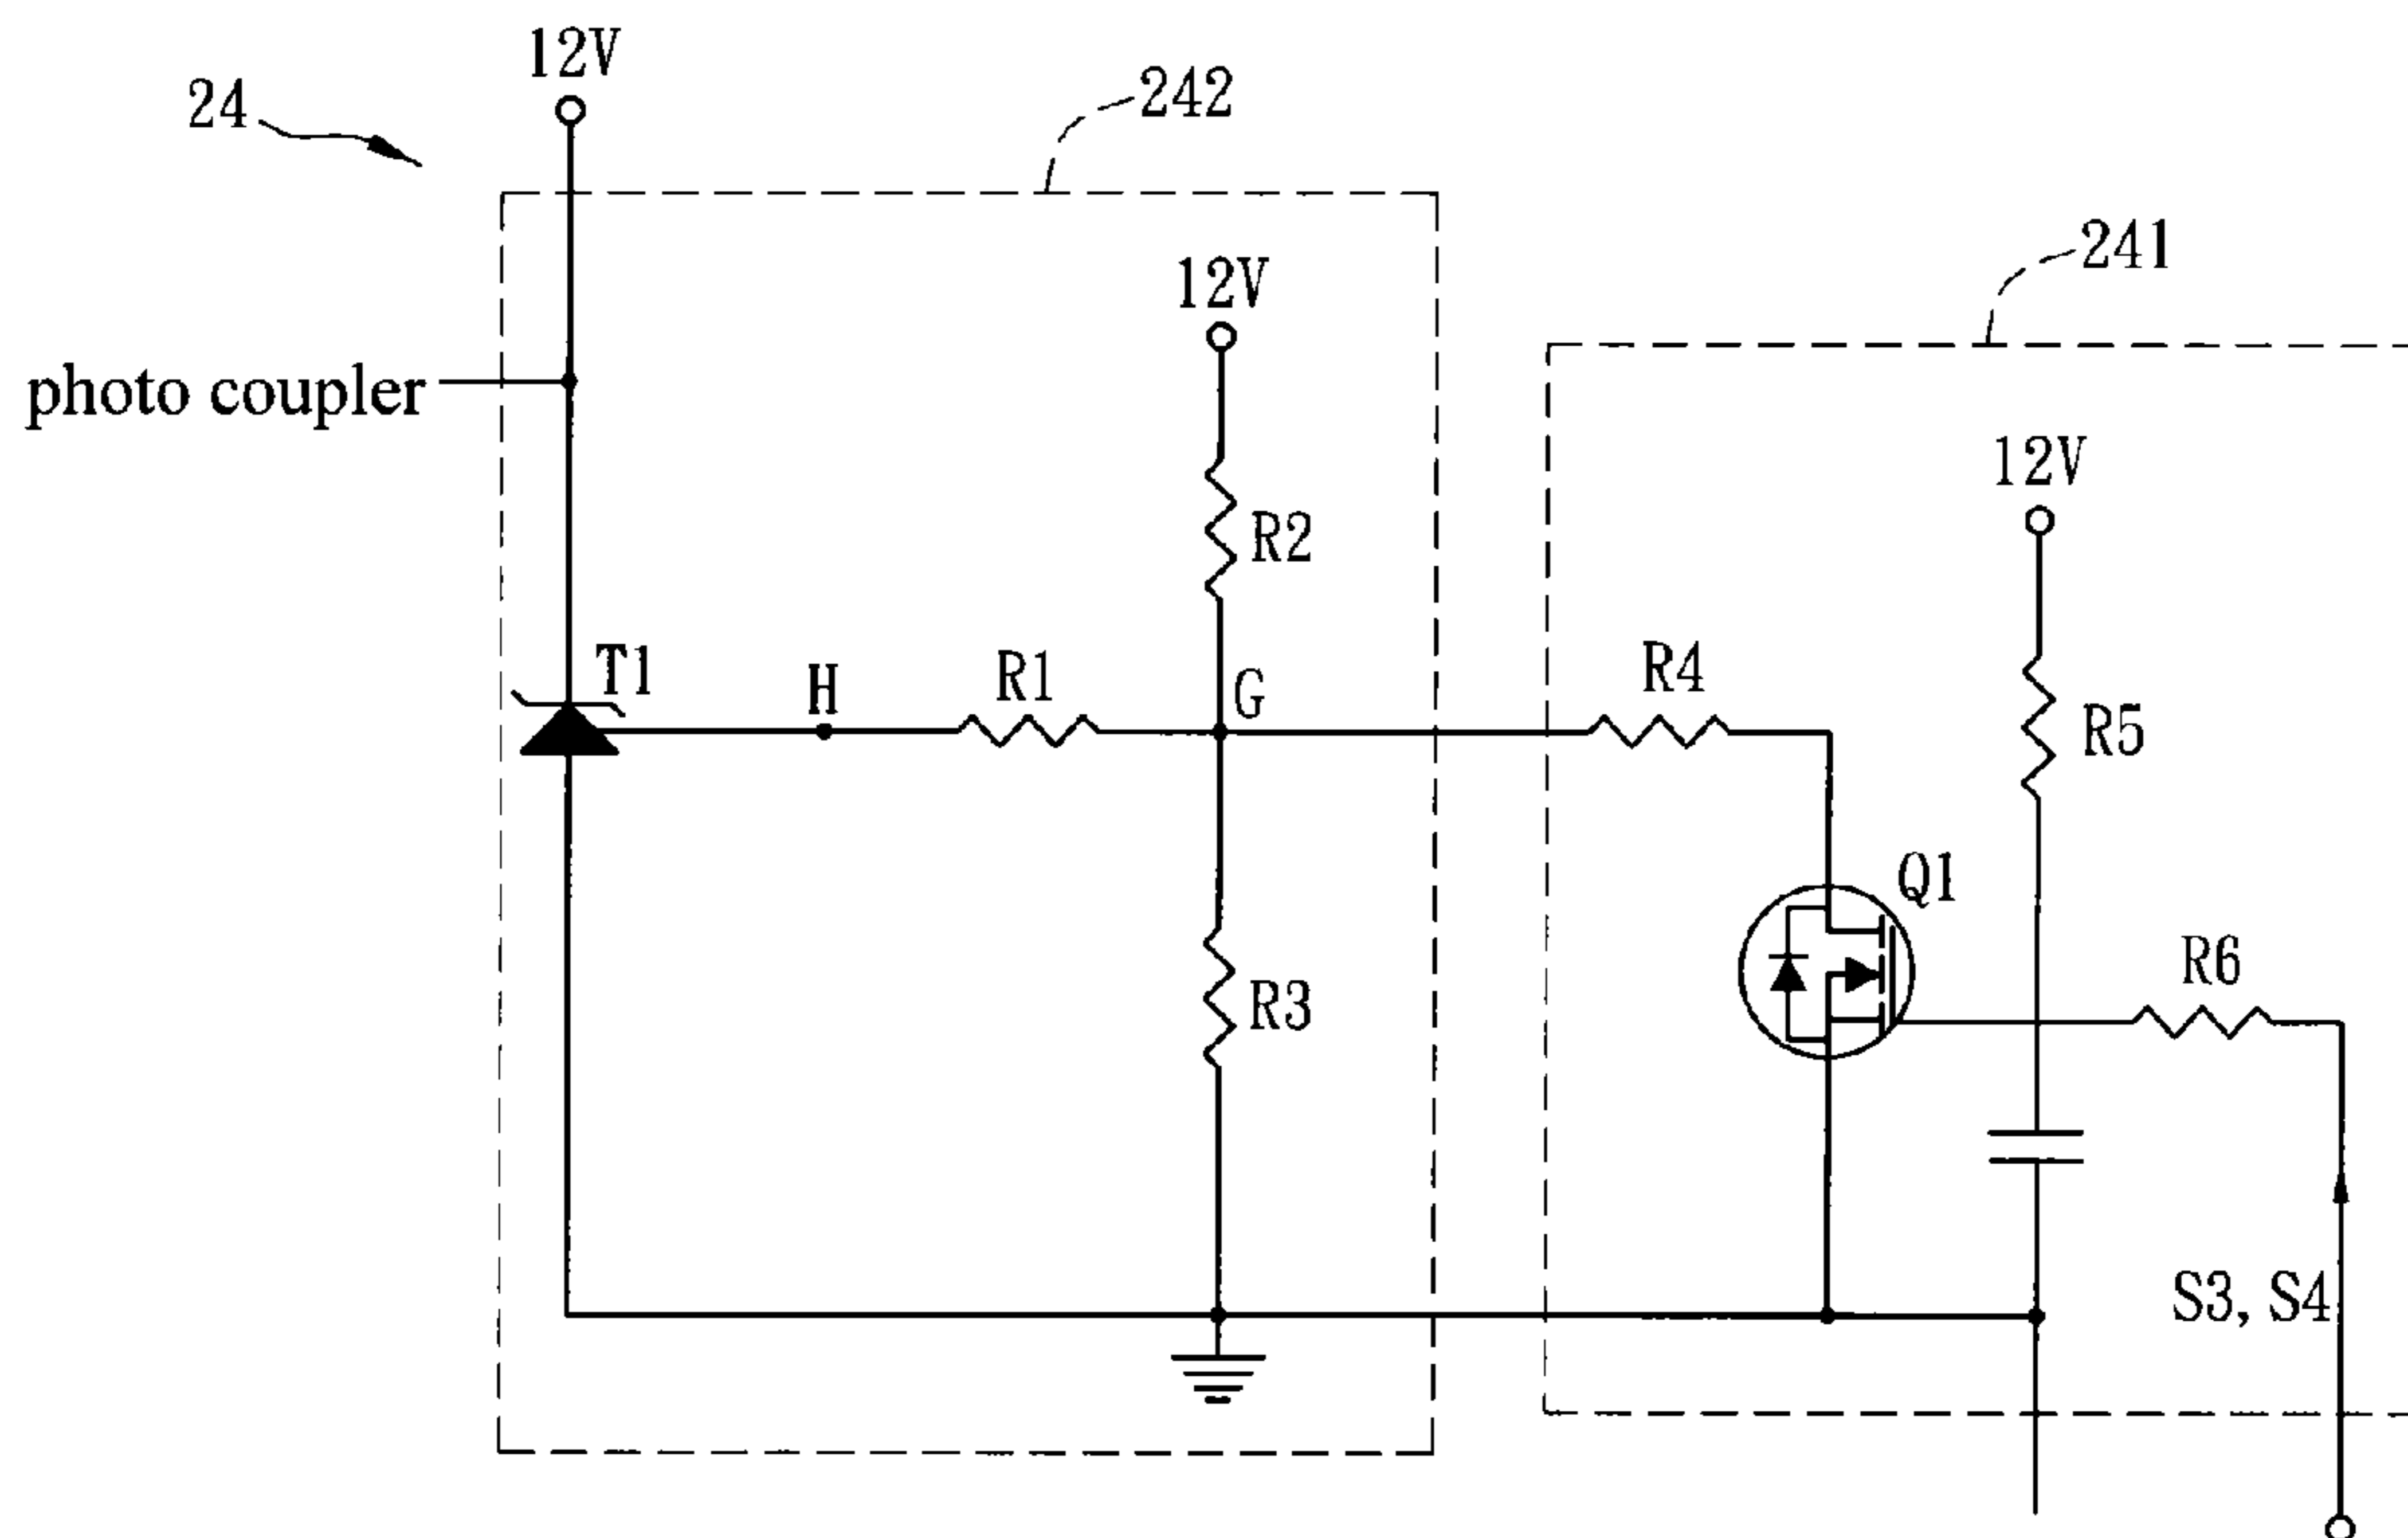 12V
24
242
241
12V
12V
photo coupler
R2
T1
H
R1
G
R4
R5
Q1
R6
R3
S3, S4